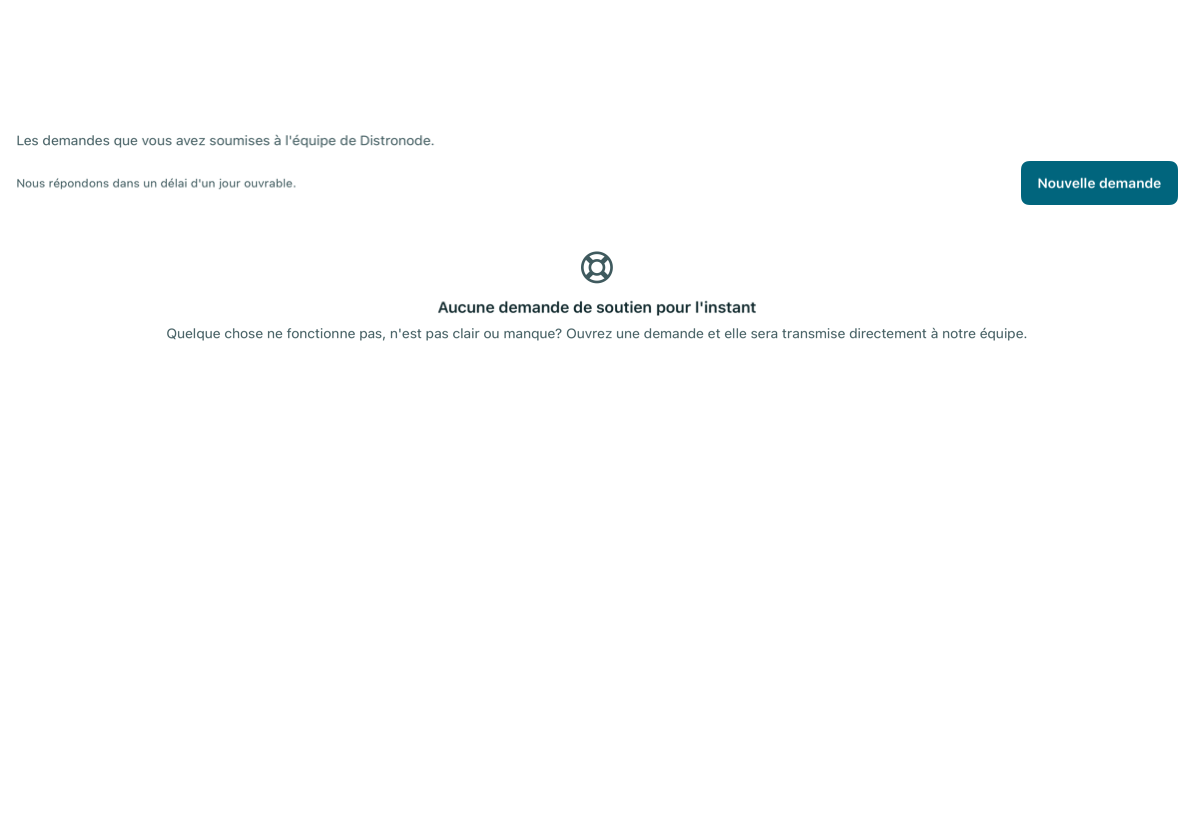 Les demandes que vous avez soumises à l'équipe de Distronode.
Nous répondons dans un délai d'un jour ouvrable.
Nouvelle demande
Aucune demande de soutien pour l'instant
Quelque chose ne fonctionne pas, n'est pas clair ou manque? Ouvrez une demande et elle sera transmise directement à notre équipe.